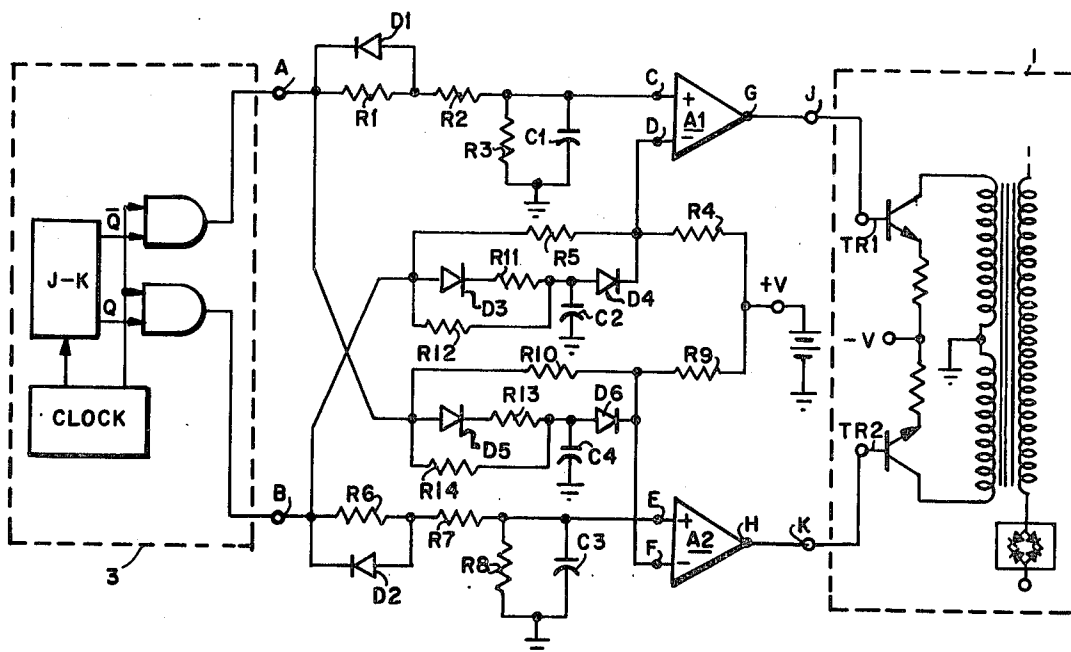 D1
A
R1
R2
C
G
J
1
+
A1
-
D
R3
C1
Q̅
J-K
Q
CLOCK
R5
R4
TR1
R11
D3
D4
C2
+V
R12
-V
R10
R9
R13
D6
D5
C4
TR2
R14
B
R6
R7
E
H
K
+
A2
-
F
R8
C3
D2
3